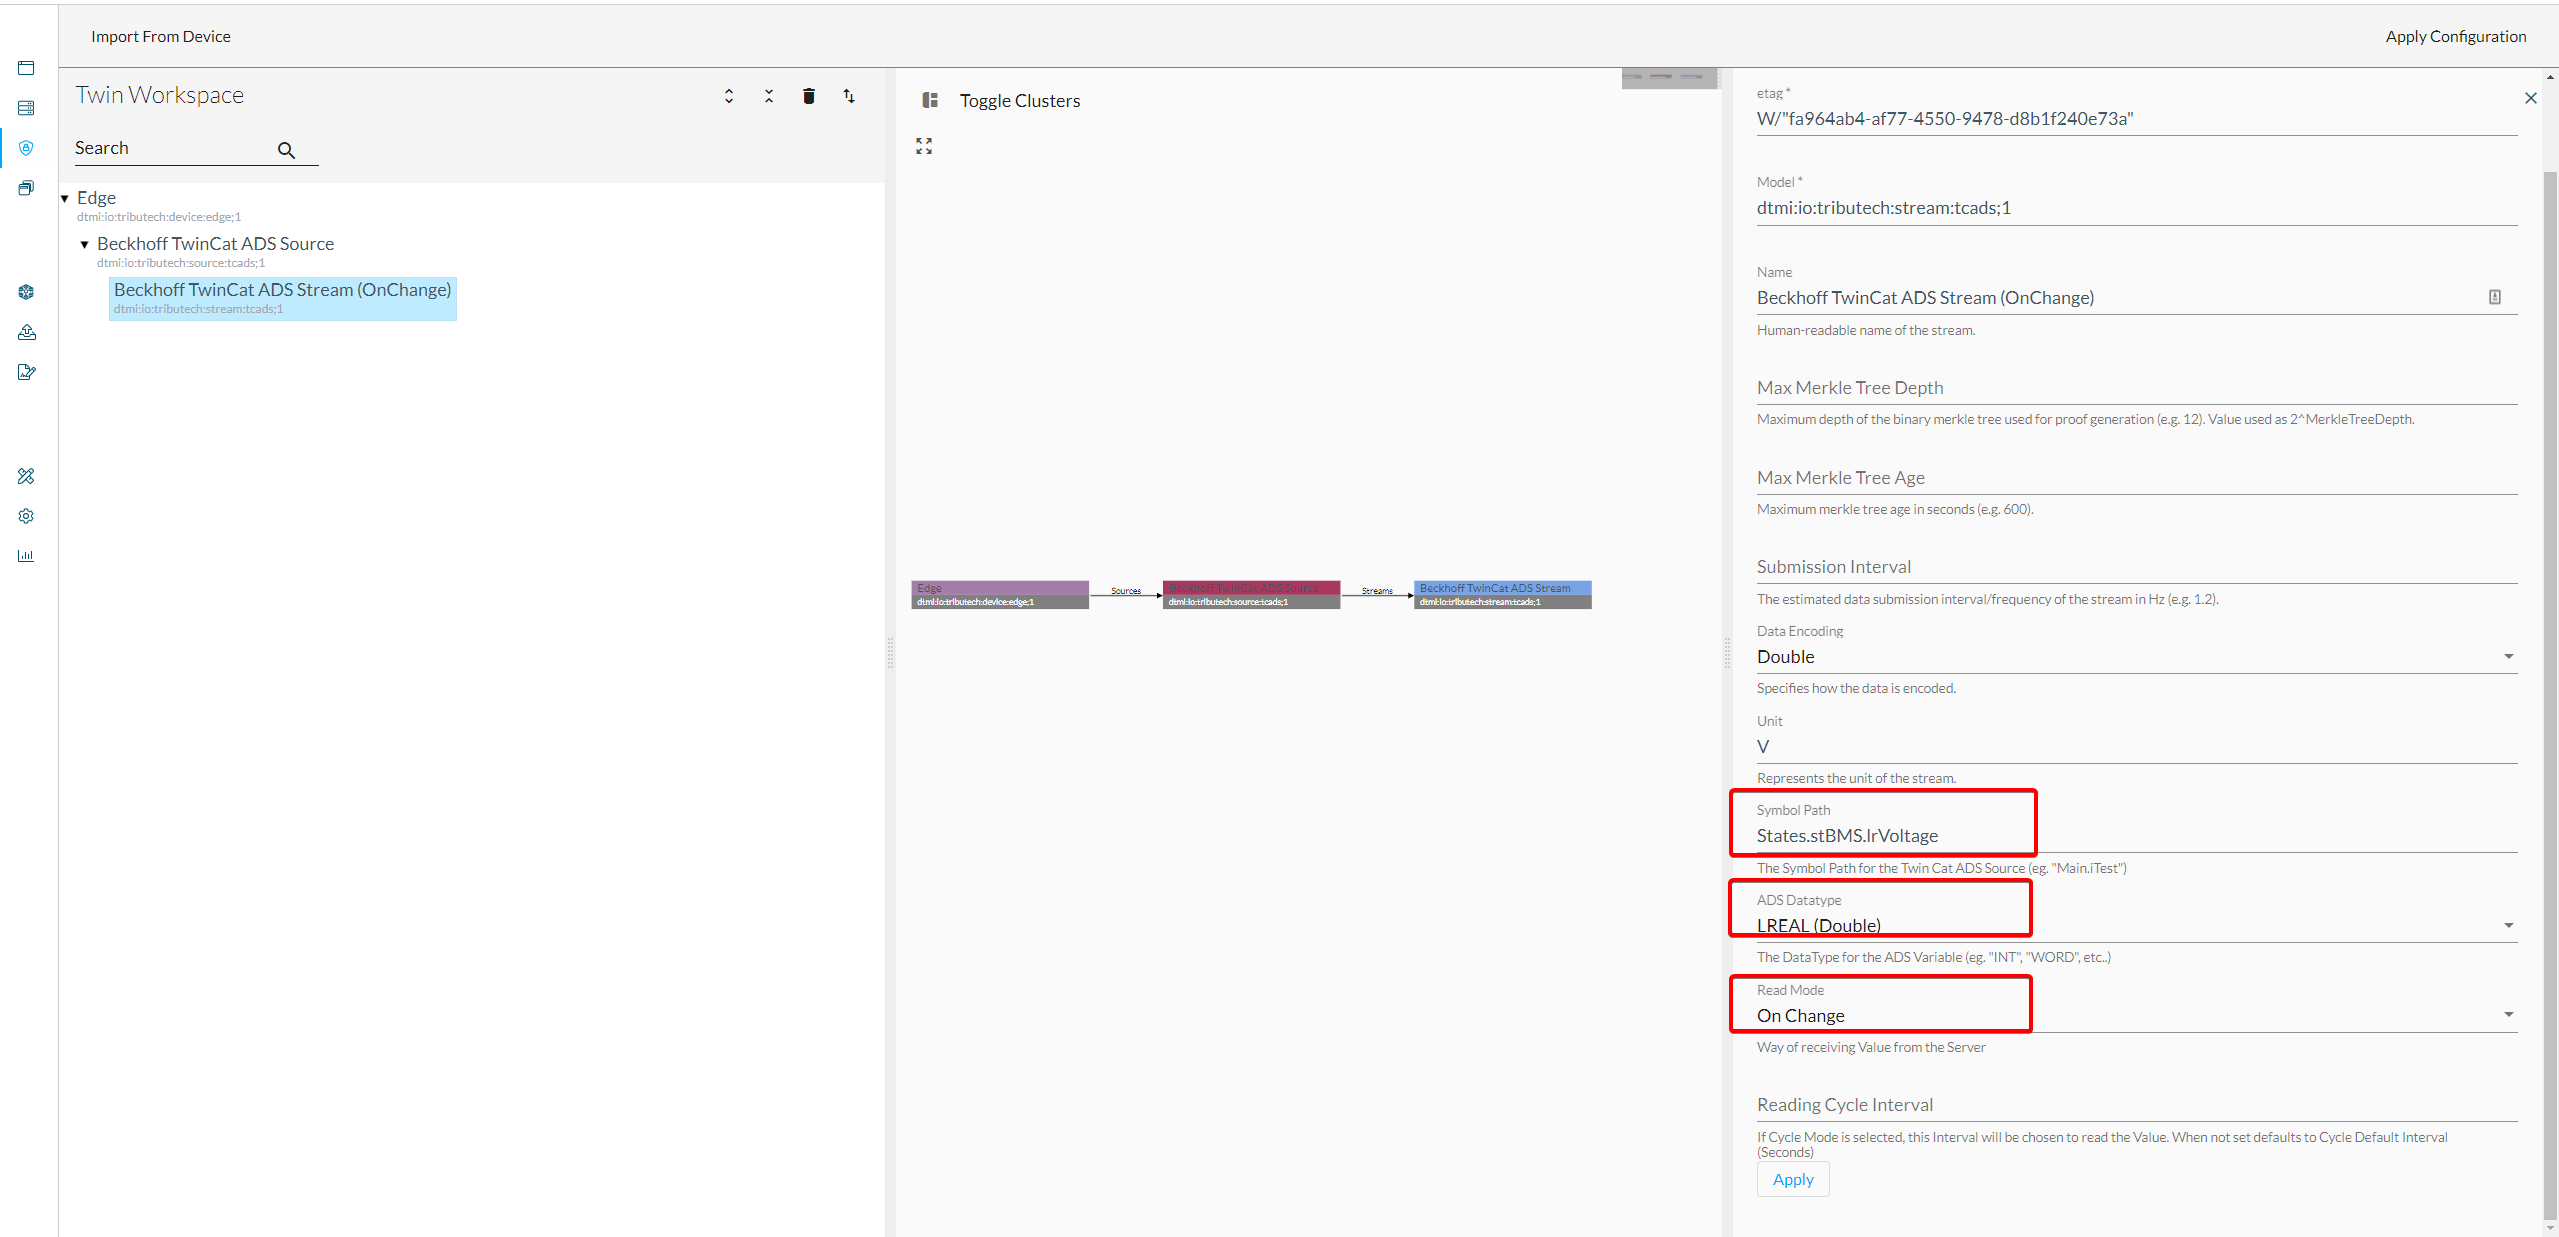 Import From Device
Apply Configuration
Twin Workspace
Search
Edge
dtmi:io:tributech:device:edge;1
Beckhoff TwinCat ADS Source
dtmi:io:tributech:source:tcads;1
Beckhoff TwinCat ADS Stream (OnChange)
dtmi:io:tributech:stream:tcads;1
Toggle Clusters
Edge
dtmi:io:tributech:device:edge;1
Sources
Beckhoff TwinCat ADS Source
dtmi:io:tributech:source:tcads;1
Streams
Beckhoff TwinCat ADS Stream
dtmi:io:tributech:stream:tcads;1
etag *
W/"fa964ab4-af77-4550-9478-d8b1f240e73a"
Model *
dtmi:io:tributech:stream:tcads;1
Name
Beckhoff TwinCat ADS Stream (OnChange)
Human-readable name of the stream.
Max Merkle Tree Depth
Maximum depth of the binary merkle tree used for proof generation (e.g. 12). Value used as 2^MerkleTreeDepth.
Max Merkle Tree Age
Maximum merkle tree age in seconds (e.g. 600).
Submission Interval
The estimated data submission interval/frequency of the stream in Hz (e.g. 1.2).
Data Encoding
Double
Specifies how the data is encoded.
Unit
V
Represents the unit of the stream.
Symbol Path
States.stBMS.lrVoltage
The Symbol Path for the Twin Cat ADS Source (eg. "Main.iTest")
ADS Datatype
LREAL (Double)
The DataType for the ADS Variable (eg. "INT", "WORD", etc..)
Read Mode
On Change
Way of receiving Value from the Server
Reading Cycle Interval
If Cycle Mode is selected, this Interval will be chosen to read the Value. When not set defaults to Cycle Default Interval
(Seconds)
Apply